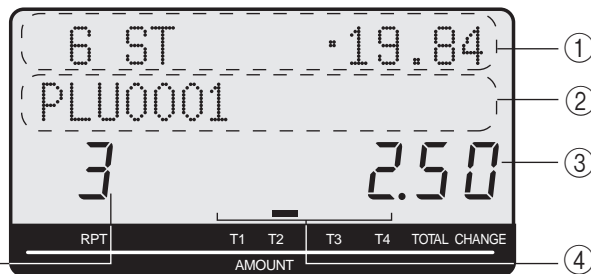 6 ST ·19.84 ①
PLU0001 ②
3 2.50 ③
RPT T1 T2 T3 T4 TOTAL CHANGE
AMOUNT ④